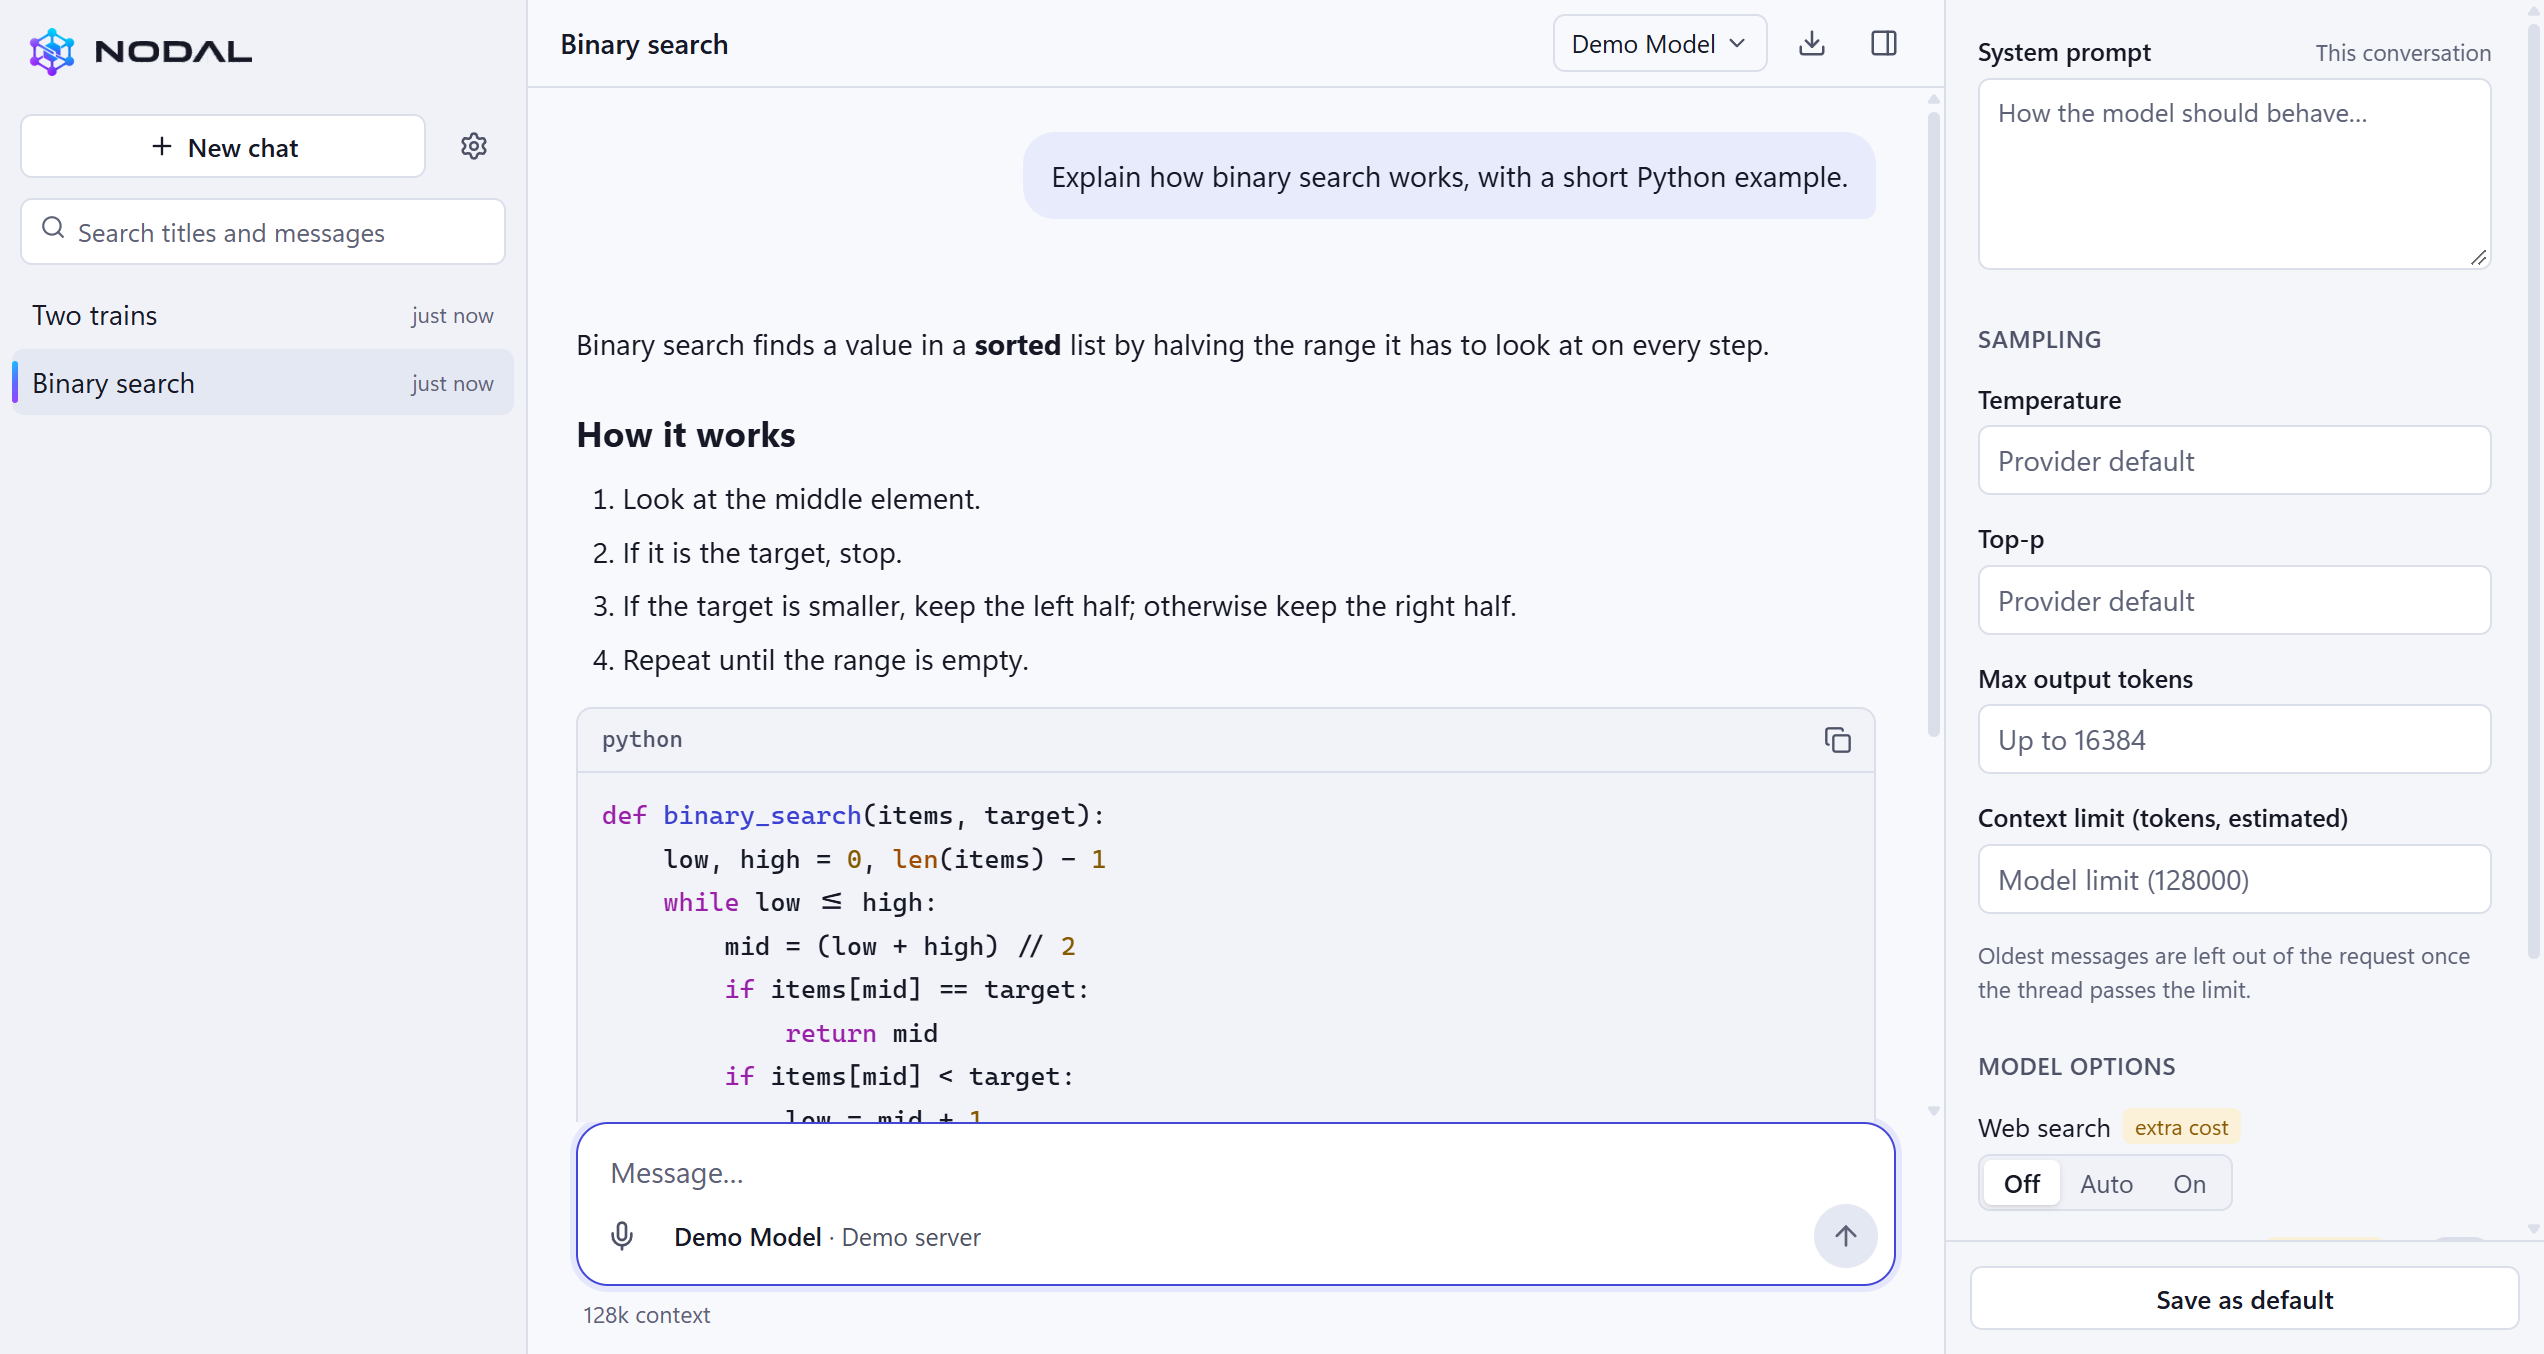 NODAL
New chat
Search titles and messages
Two trains just now
Binary search just now
Binary search
Demo Model
Explain how binary search works, with a short Python example.
Binary search finds a value in a sorted list by halving the range it has to look at on every step.
How it works
1. Look at the middle element.
2. If it is the target, stop.
3. If the target is smaller, keep the left half; otherwise keep the right half.
4. Repeat until the range is empty.
python
def binary_search(items, target):
    low, high = 0, len(items) - 1
    while low ≤ high:
        mid = (low + high) // 2
        if items[mid] == target:
            return mid
        if items[mid] < target:
            low = mid + 1
Message...
Demo Model · Demo server
128k context
System prompt This conversation
How the model should behave...
SAMPLING
Temperature
Provider default
Top-p
Provider default
Max output tokens
Up to 16384
Context limit (tokens, estimated)
Model limit (128000)
Oldest messages are left out of the request once
the thread passes the limit.
MODEL OPTIONS
Web search extra cost
Off Auto On
Save as default